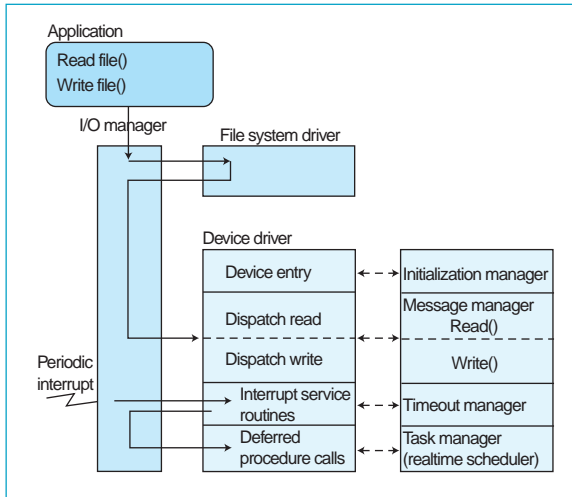 Application
Read file()
Write file()
I/O manager
File system driver
Device driver
Device entry
Initialization manager
Dispatch read
Message manager
Read()
Dispatch write
Write()
Periodic
interrupt
Interrupt service
routines
Timeout manager
Deferred
procedure calls
Task manager
(realtime scheduler)